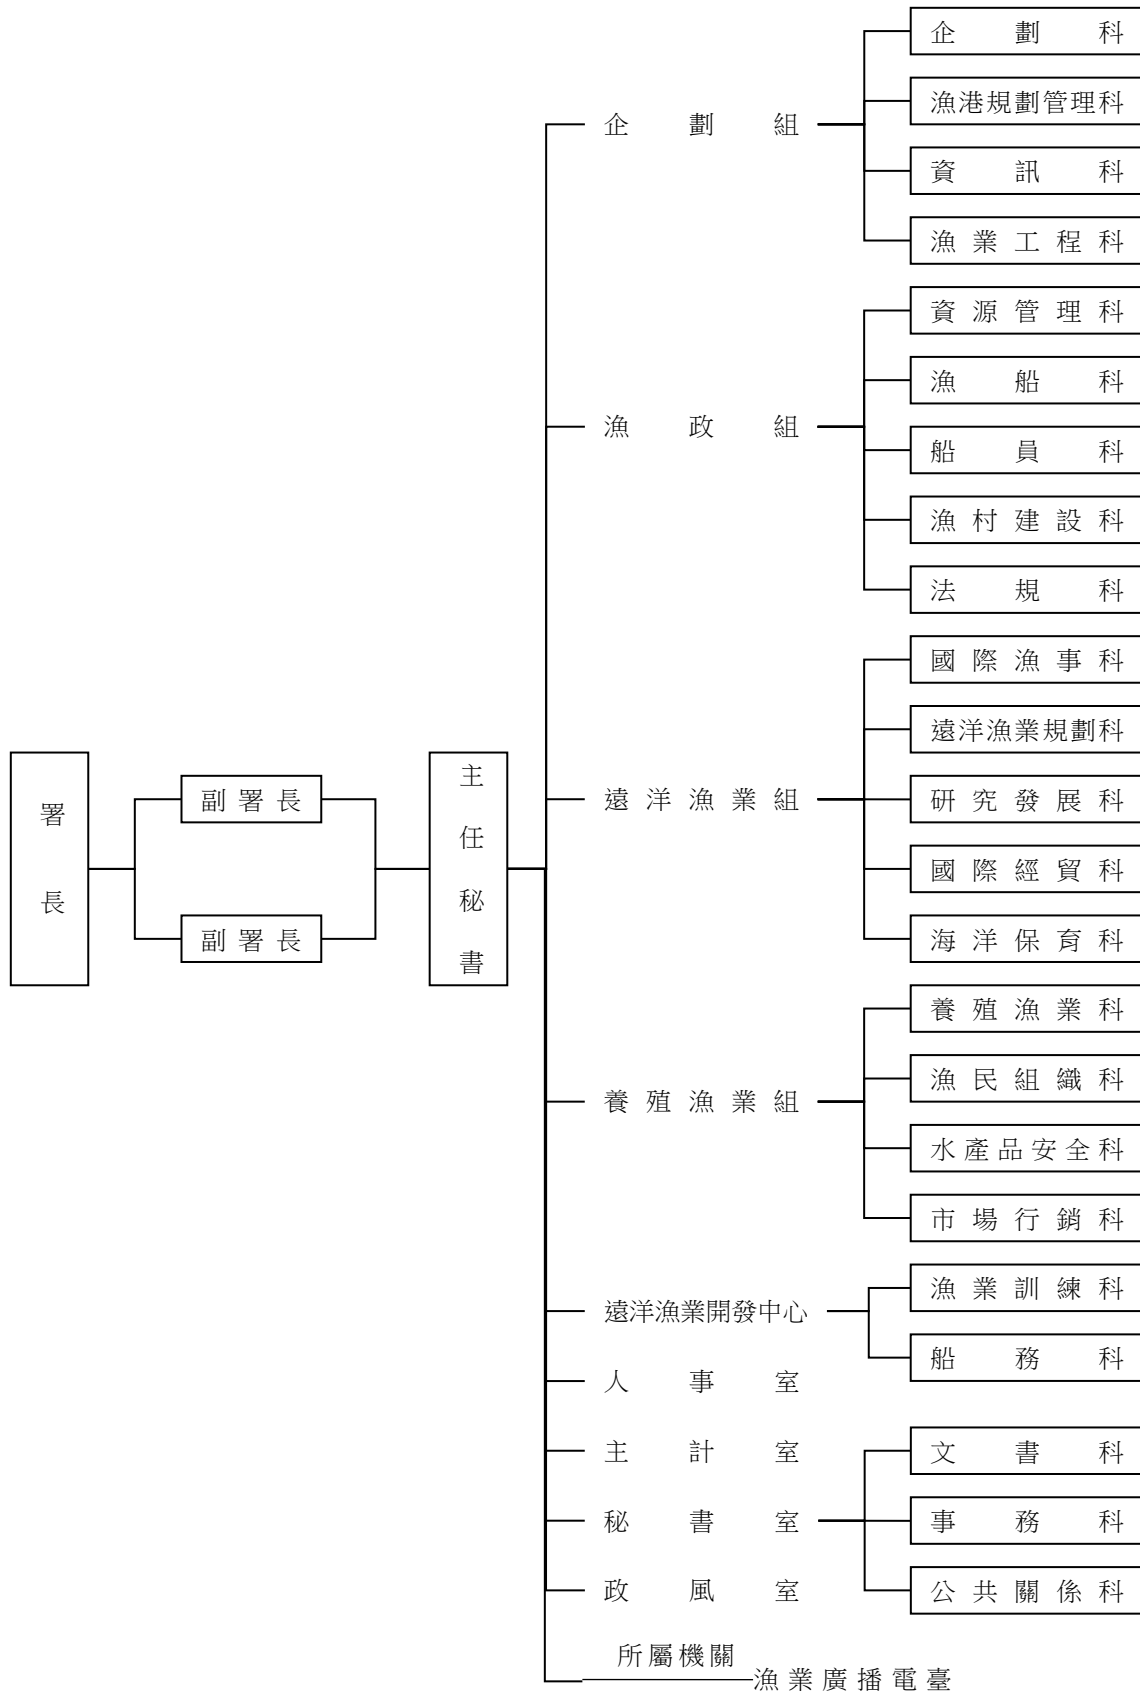 署長
副署長
副署長
主任秘書
企劃組
企劃科
漁港規劃管理科
資訊科
漁業工程科
漁政組
資源管理科
漁船科
船員科
漁村建設科
法規科
遠洋漁業組
國際漁事科
遠洋漁業規劃科
研究發展科
國際經貿科
海洋保育科
養殖漁業組
養殖漁業科
漁民組織科
水產品安全科
市場行銷科
遠洋漁業開發中心
漁業訓練科
船務科
人事室
主計室
秘書室
文書科
事務科
公共關係科
政風室
所屬機關
漁業廣播電臺